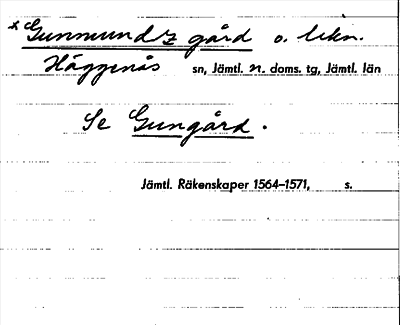 x Gunmundz gård o. likn.
Häggenås sn, Jämtl. n. doms. tg, Jämtl. län
Se Gungård.
Jämtl. Räkenskaper 1564–1571, s.